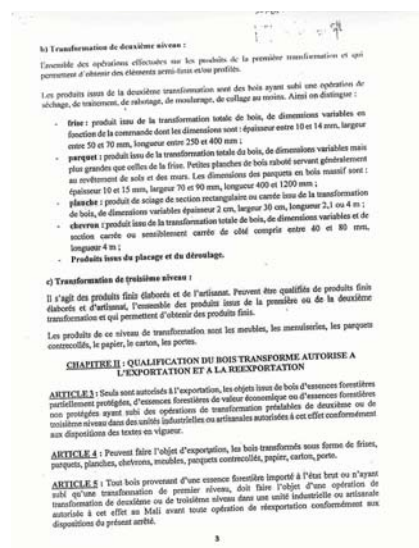 b) Transformation de deuxième niveau :
l'ensemble des opérations effectuées sur les produits de la première transformation et qui
permettent d'obtenir des éléments semi-finis et/ou profilés.
Les produits issus de la deuxième transformation sont des bois ayant subi une opération de
séchage, de traitement, de rabotage, de moulurage, de collage au moins. Ainsi on distingue :
- frise : produit issu de la transformation totale de bois, de dimensions variables en
fonction de la commande dont les dimensions sont : épaisseur entre 10 et 14 mm, largeur
entre 50 et 70 mm, longueur entre 250 et 400 mm ;
- parquet : produit issu de la transformation totale du bois, de dimensions variables mais
plus grandes que celles de la frise. Petites planches de bois raboté servant généralement
au revêtement de sols et des murs. Les dimensions des parquets en bois massif sont :
épaisseur 10 et 15 mm, largeur 70 et 90 mm, longueur 400 et 1200 mm ;
- planche : produit de sciage de section rectangulaire ou carrée issu de la transformation
de bois, de dimensions variables épaisseur 2 cm, largeur 30 cm, longueur 2,1 ou 4 m ;
- chevron : produit issu de la transformation totale de bois, de dimensions variables et de
section carrée ou sensiblement carrée de côté compris entre 40 et 80 mm,
longueur 4 m ;
- Produits issus du placage et du déroulage.
c) Transformation de troisième niveau :
Il s'agit des produits finis élaborés et de l'artisanat. Peuvent être qualifiés de produits finis
élaborés et d'artisanat, l'ensemble des produits issus de la première ou de la deuxième
transformation et qui permettent d'obtenir des produits finis.
Les produits de ce niveau de transformation sont les meubles, les menuiseries, les parquets
contrecollés, le papier, le carton, les portes.
CHAPITRE II : QUALIFICATION DU BOIS TRANSFORME AUTORISE A
L'EXPORTATION ET A LA REEXPORTATION
ARTICLE 3 : Seuls sont autorisés à l'exportation, les objets issus de bois d'essences forestières
partiellement protégées, d'essences forestières de valeur économique ou d'essences forestières
non protégées ayant subi des opérations de transformation préalables de deuxième ou de
troisième niveau dans des unités industrielles ou artisanales autorisées à cet effet conformément
aux dispositions des textes en vigueur.
ARTICLE 4 : Peuvent faire l'objet d'exportation, les bois transformés sous forme de frises,
parquets, planches, chevrons, meubles, parquets contrecollés, papier, carton, porte.
ARTICLE 5 : Tout bois provenant d'une essence forestière importé à l'état brut ou n'ayant
subi qu'une transformation de premier niveau, doit faire l'objet d'une opération de
transformation de deuxième ou de troisième niveau dans une unité industrielle ou artisanale
autorisée à cet effet au Mali avant toute opération de réexportation conformément aux
dispositions du présent arrêté.
3